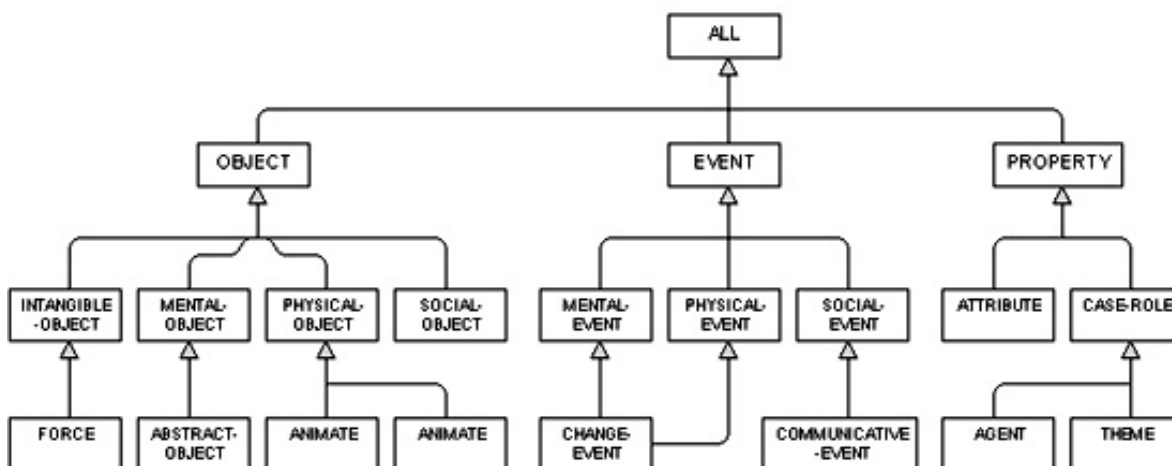 ALL
OBJECT
EVENT
PROPERTY
INTANGIBLE
-OBJECT
MENTAL-
OBJECT
PHYSICAL-
OBJECT
SOCIAL-
OBJECT
MENTAL-
EVENT
PHYSICAL-
EVENT
SOCIAL-
EVENT
ATTRIBUTE
CASE-ROLE
FORCE
ABSTRACT-
OBJECT
ANIMATE
ANIMATE
CHANGE-
EVENT
COMMUNICATIVE
-EVENT
AGENT
THEME